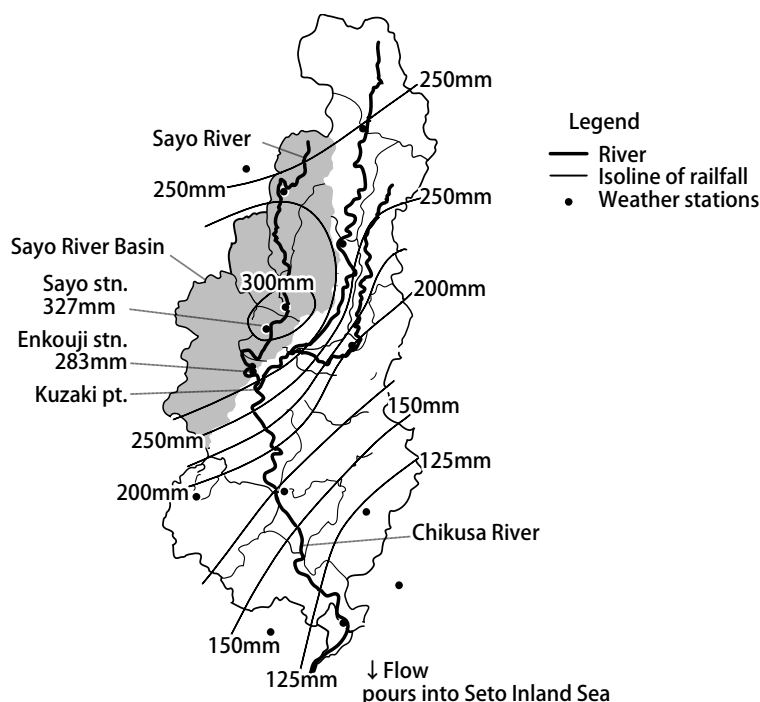 250mm
Legend
Sayo River
River
Isoline of railfall
250mm
250mm
Weather stations
Sayo River Basin
Sayo stn.
327mm
300mm
200mm
Enkouji stn.
283mm
Kuzaki pt.
150mm
250mm
125mm
200mm
Chikusa River
150mm
125mm
↓ Flow
pours into Seto Inland Sea